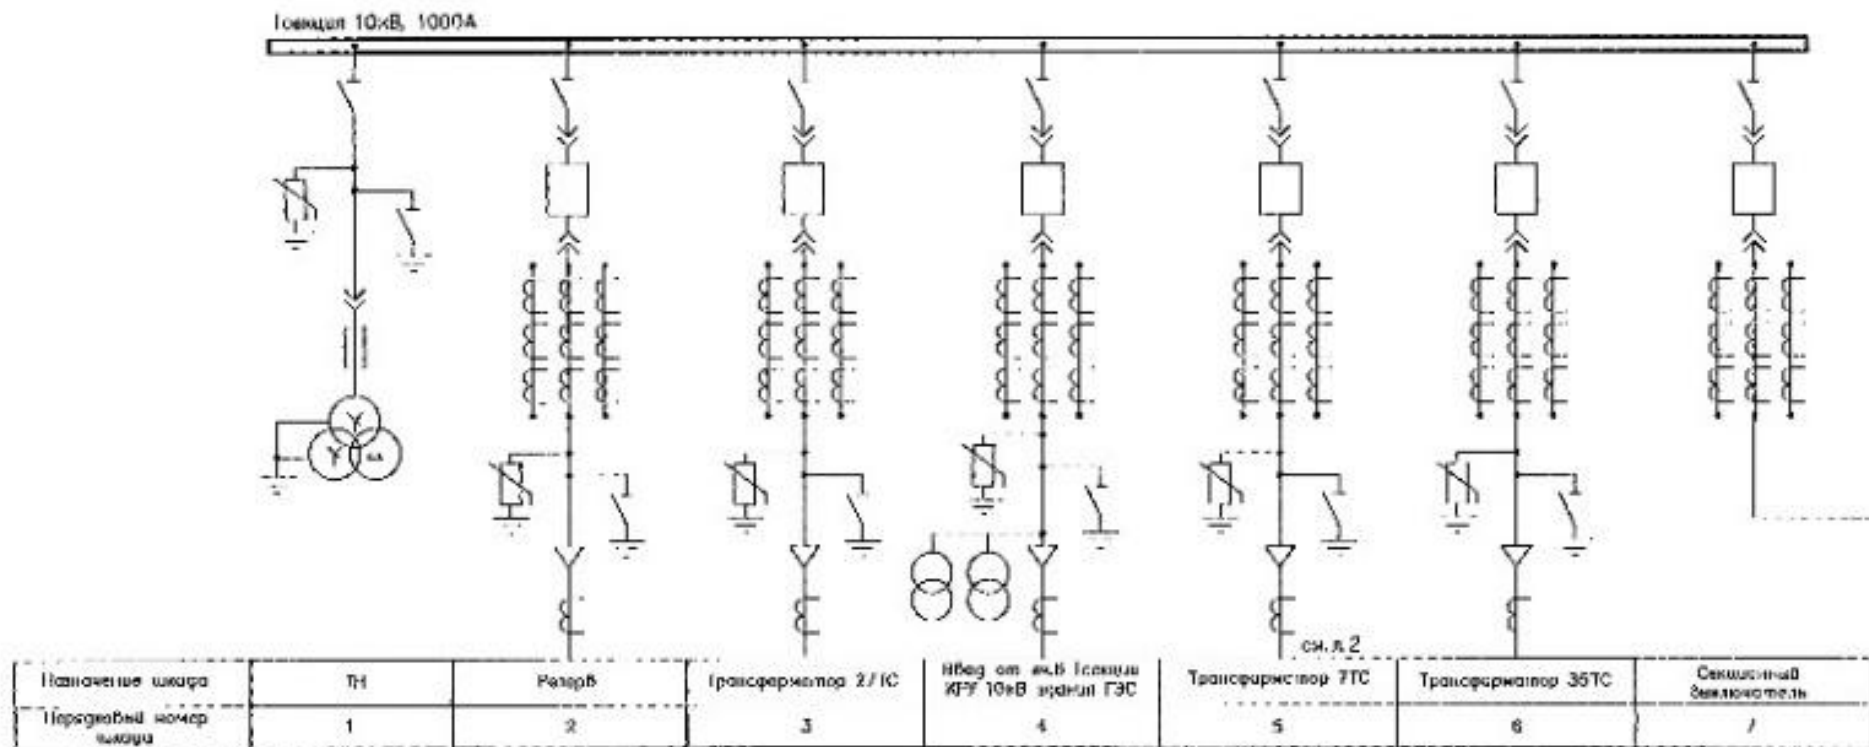 Iсекция 10кВ, 1000А
см. л. 2
Назначение шкафа
ТН
Резерв
Трансформатор 27ТС
Ввод от яч.8 Iсекции
КРУ 10кВ здания ГЭС
Трансформатор 7ТС
Трансформатор 35ТС
Секционный
выключатель
Порядковый номер
шкафа
1
2
3
4
5
6
7